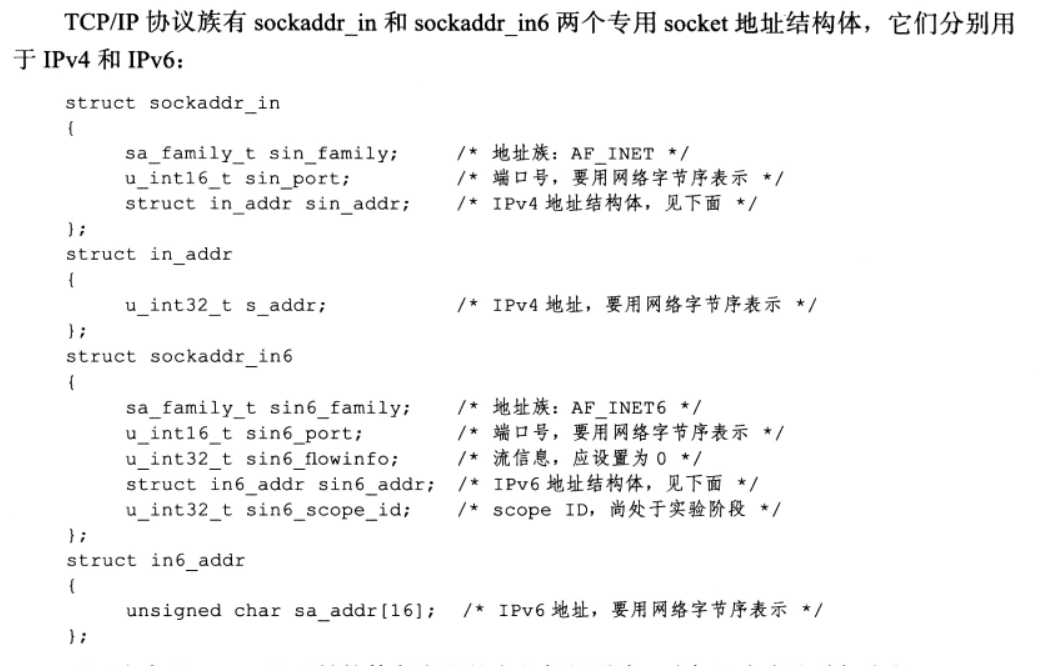 TCP/IP 协议族有 sockaddr_in 和 sockaddr_in6 两个专用 socket 地址结构体，它们分别用
于 IPv4 和 IPv6：
struct sockaddr_in
{
sa_family_t sin_family; /* 地址族：AF_INET */
u_int16_t sin_port; /* 端口号，要用网络字节序表示 */
struct in_addr sin_addr; /* IPv4 地址结构体，见下面 */
};
struct in_addr
{
u_int32_t s_addr; /* IPv4 地址，要用网络字节序表示 */
};
struct sockaddr_in6
{
sa_family_t sin6_family; /* 地址族：AF_INET6 */
u_int16_t sin6_port; /* 端口号，要用网络字节序表示 */
u_int32_t sin6_flowinfo; /* 流信息，应设置为 0 */
struct in6_addr sin6_addr; /* IPv6 地址结构体，见下面 */
u_int32_t sin6_scope_id; /* scope ID，尚处于实验阶段 */
};
struct in6_addr
{
unsigned char sa_addr[16]; /* IPv6 地址，要用网络字节序表示 */
};